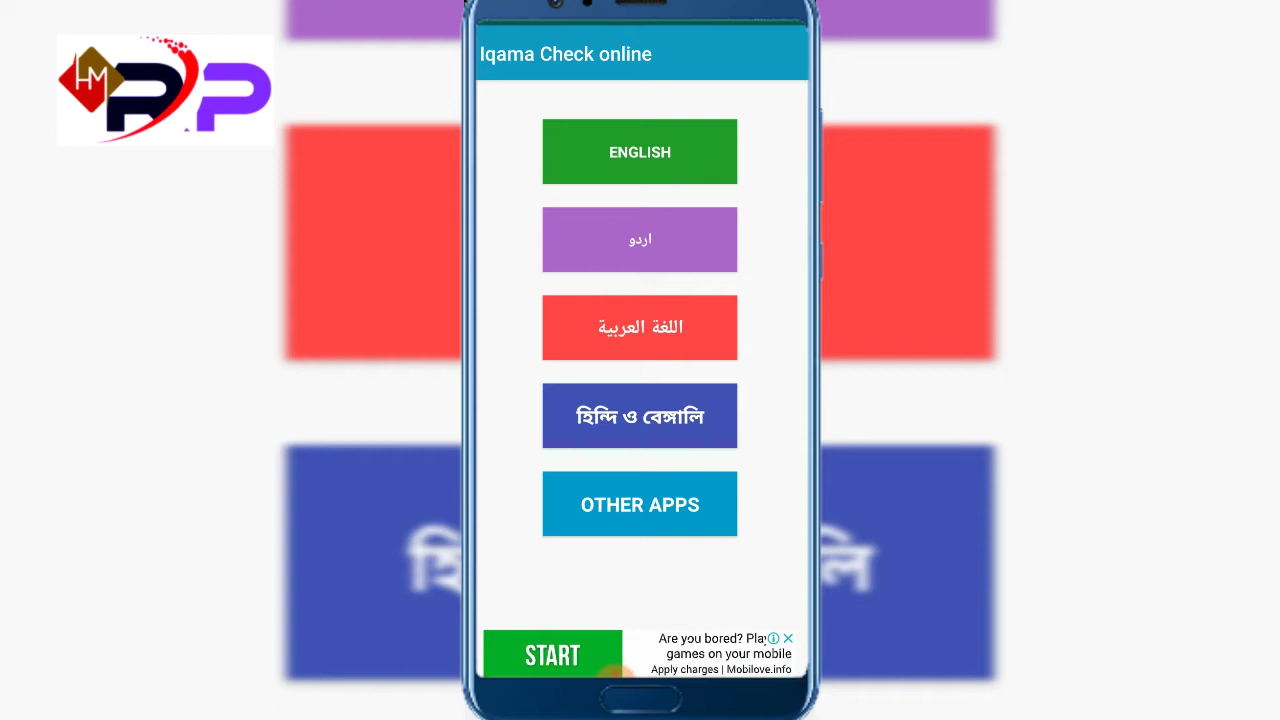 HM
R.P
Iqama Check online
ENGLISH
اردو
اللغة العربية
হিন্দি ও বেঙ্গালি
OTHER APPS
START
Are you bored? Play
games on your mobile
Apply charges | Mobilove.info